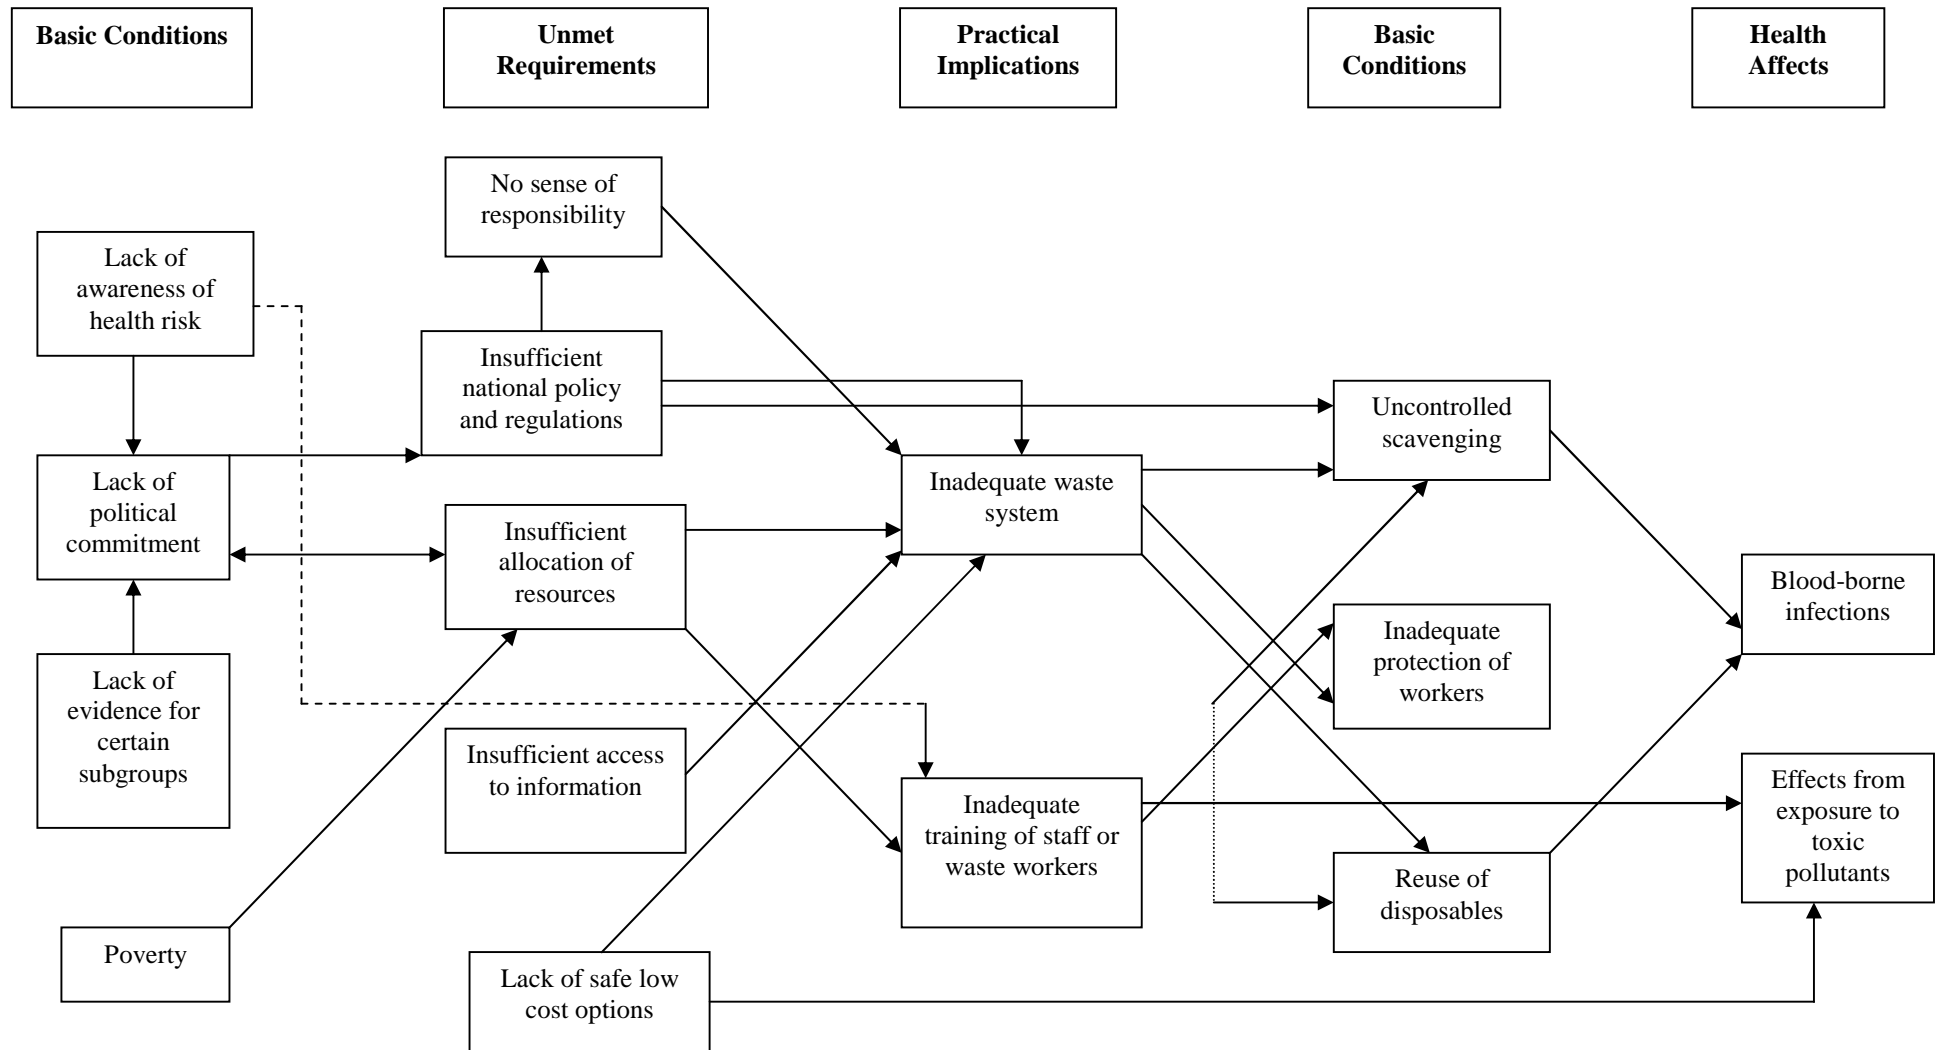 Basic Conditions
Unmet
Requirements
Practical
Implications
Basic
Conditions
Health
Affects
No sense of
responsibility
Lack of
awareness of
health risk
Insufficient
national policy
and regulations
Uncontrolled
scavenging
Lack of
political
commitment
Inadequate waste
system
Insufficient
allocation of
resources
Blood-borne
infections
Inadequate
protection of
workers
Lack of
evidence for
certain
subgroups
Insufficient access
to information
Inadequate
training of staff or
waste workers
Effects from
exposure to
toxic
pollutants
Reuse of
disposables
Poverty
Lack of safe low
cost options